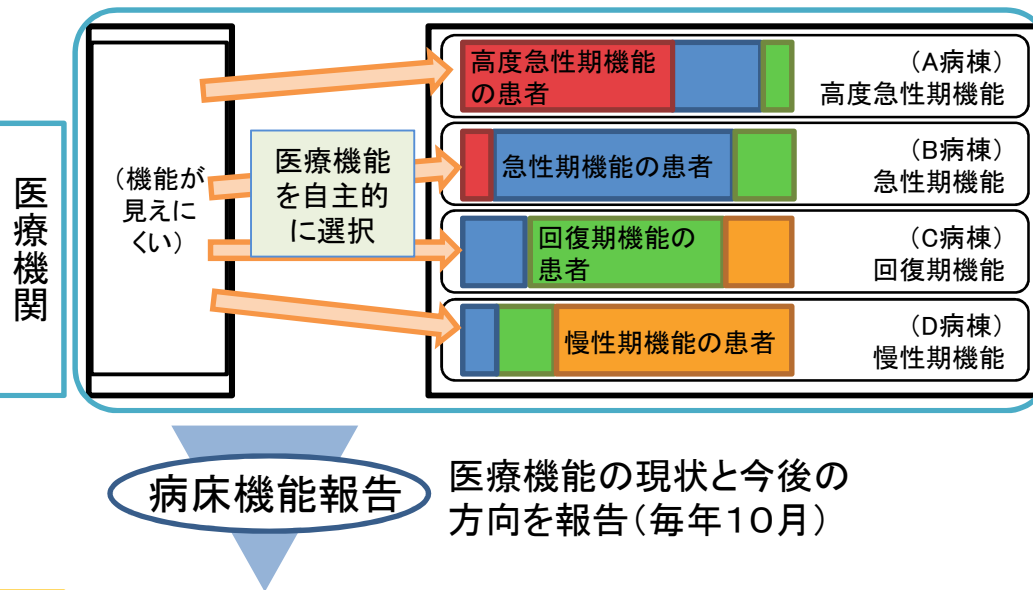 医療機関
(機能が
見えに
くい)
医療機能
を自主的
に選択
高度急性期機能
の患者
(A病棟)
高度急性期機能
急性期機能の患者
(B病棟)
急性期機能
回復期機能の
患者
(C病棟)
回復期機能
慢性期機能の患者
(D病棟)
慢性期機能
病床機能報告
医療機能の現状と今後の
方向を報告(毎年10月)